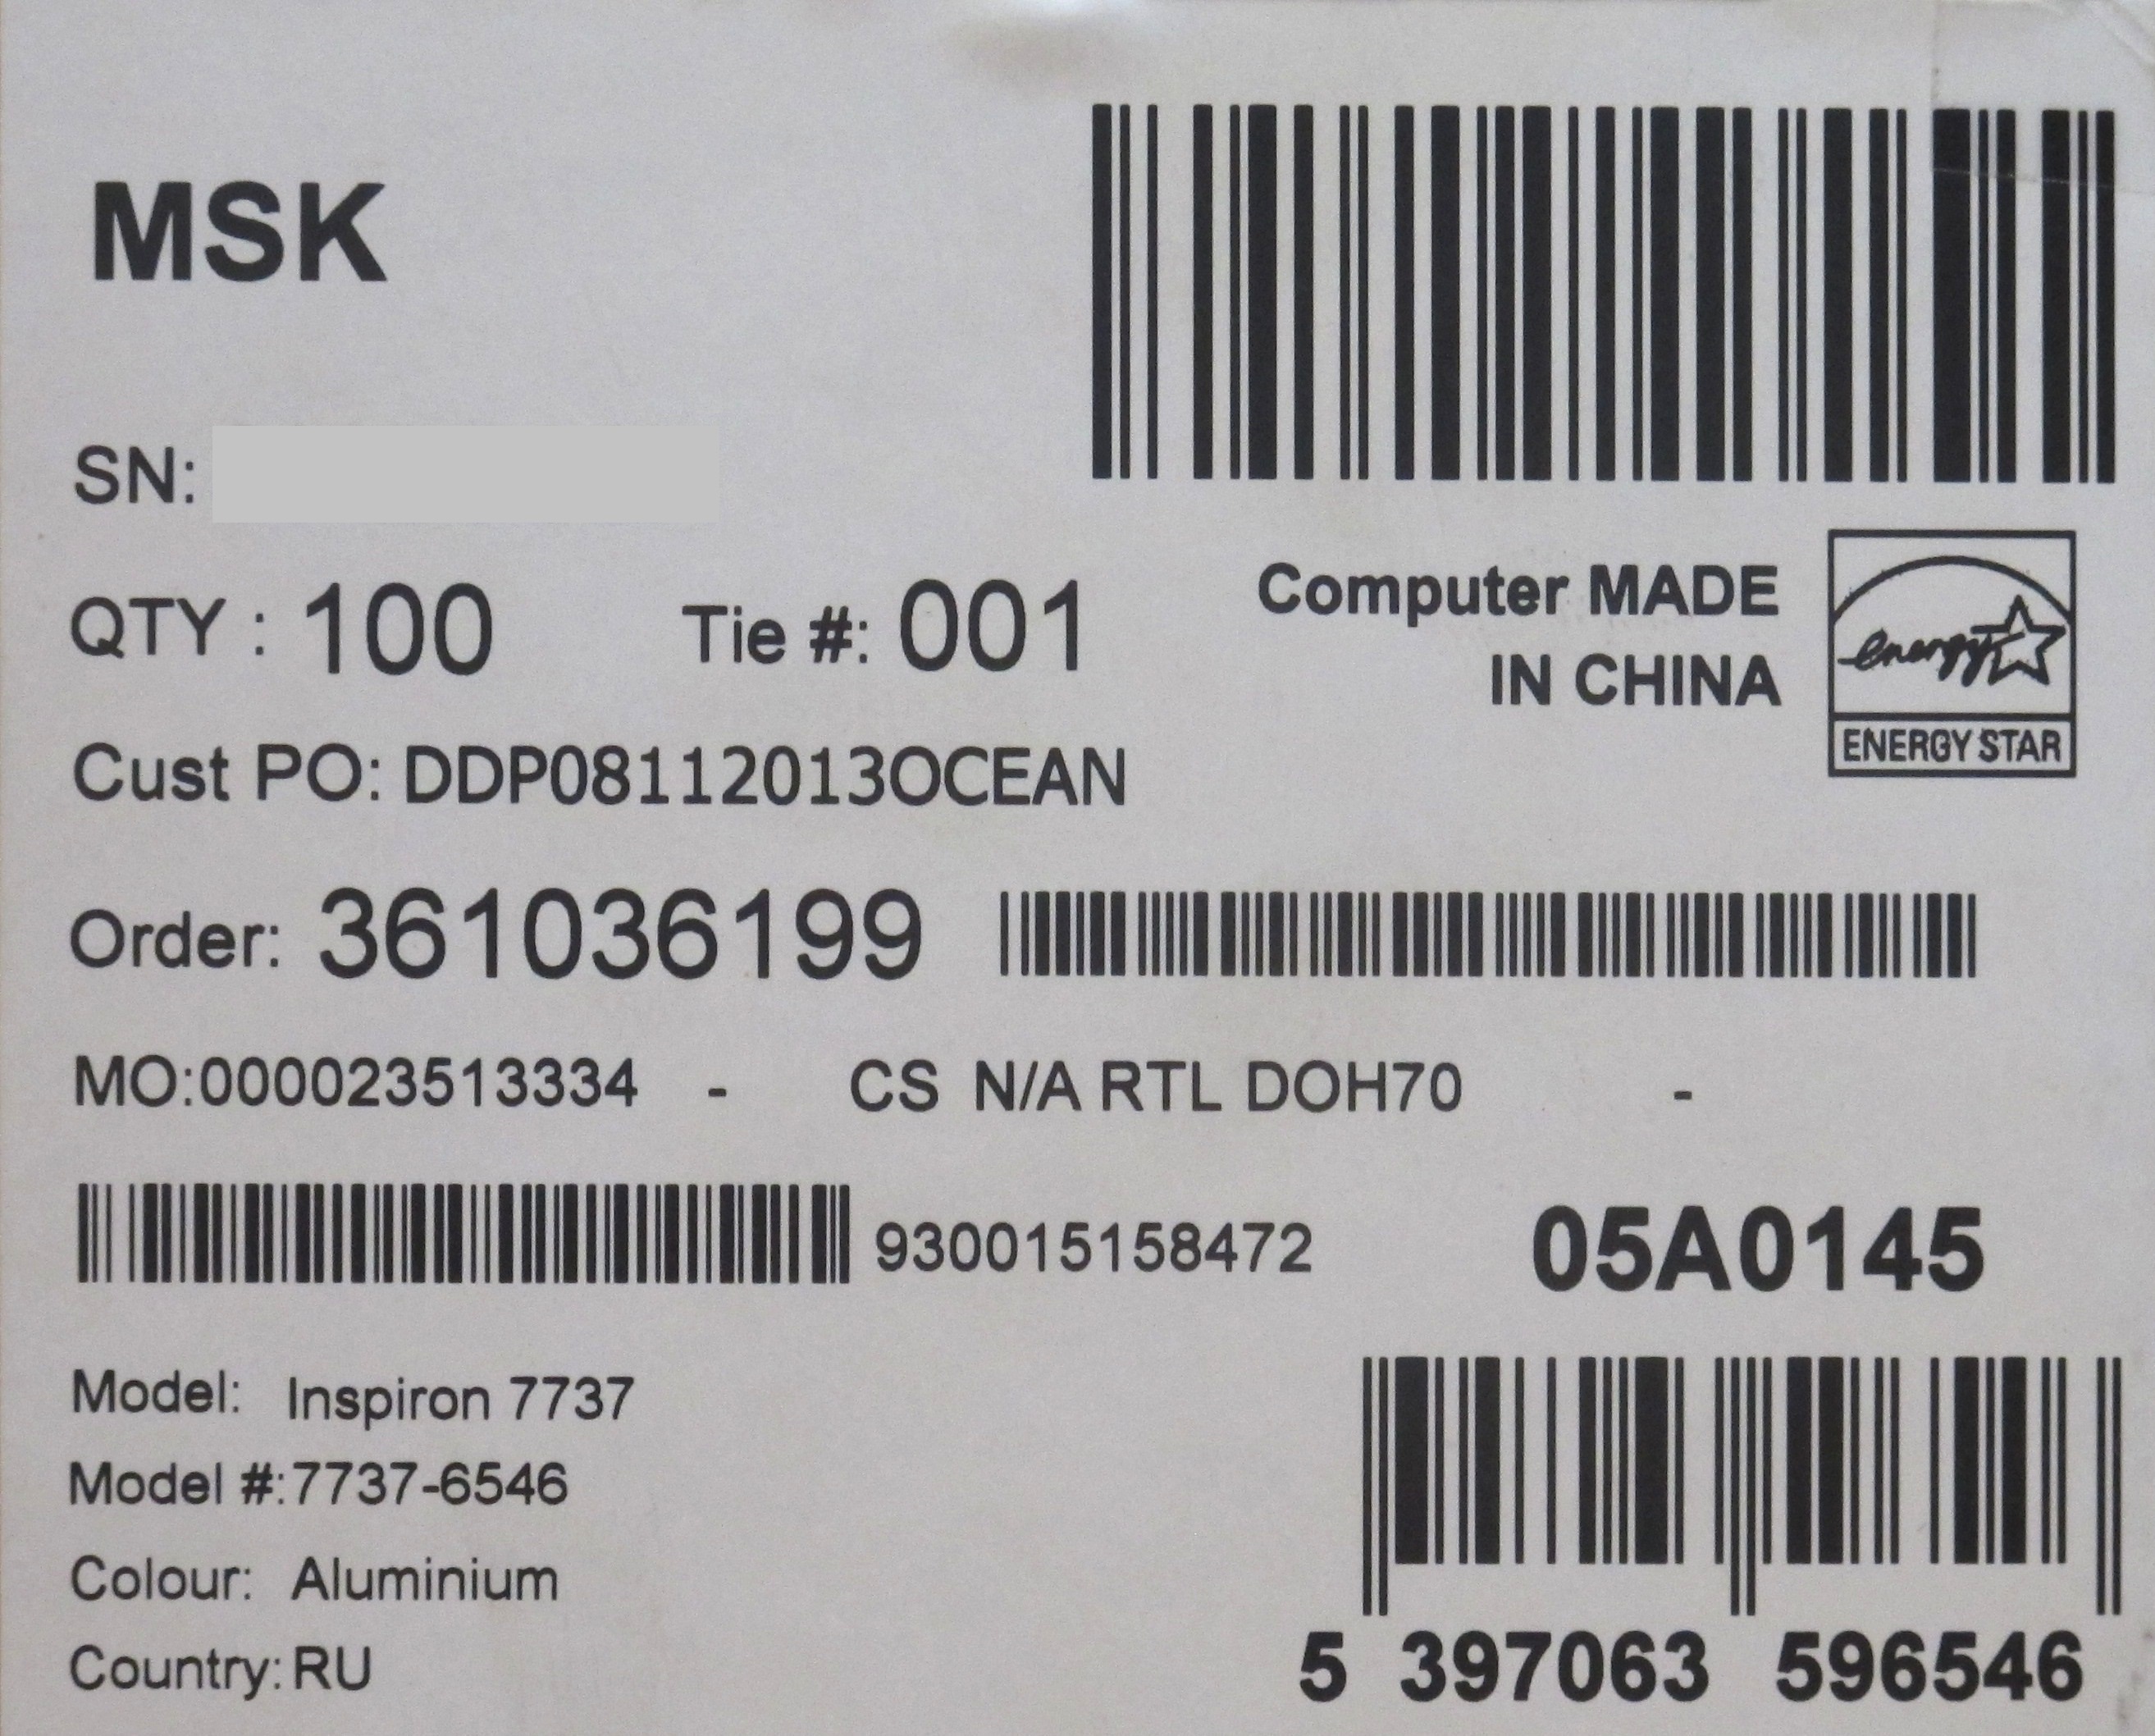 MSK
SN:
QTY : 100 Tie #: 001
Computer MADE
IN CHINA
energy
ENERGY STAR
Cust PO: DDP08112013OCEAN
Order: 361036199
MO:000023513334 - CS N/A RTL DOH70 -
930015158472
05A0145
Model: Inspiron 7737
Model #:7737-6546
Colour: Aluminium
Country: RU
5 397063 596546